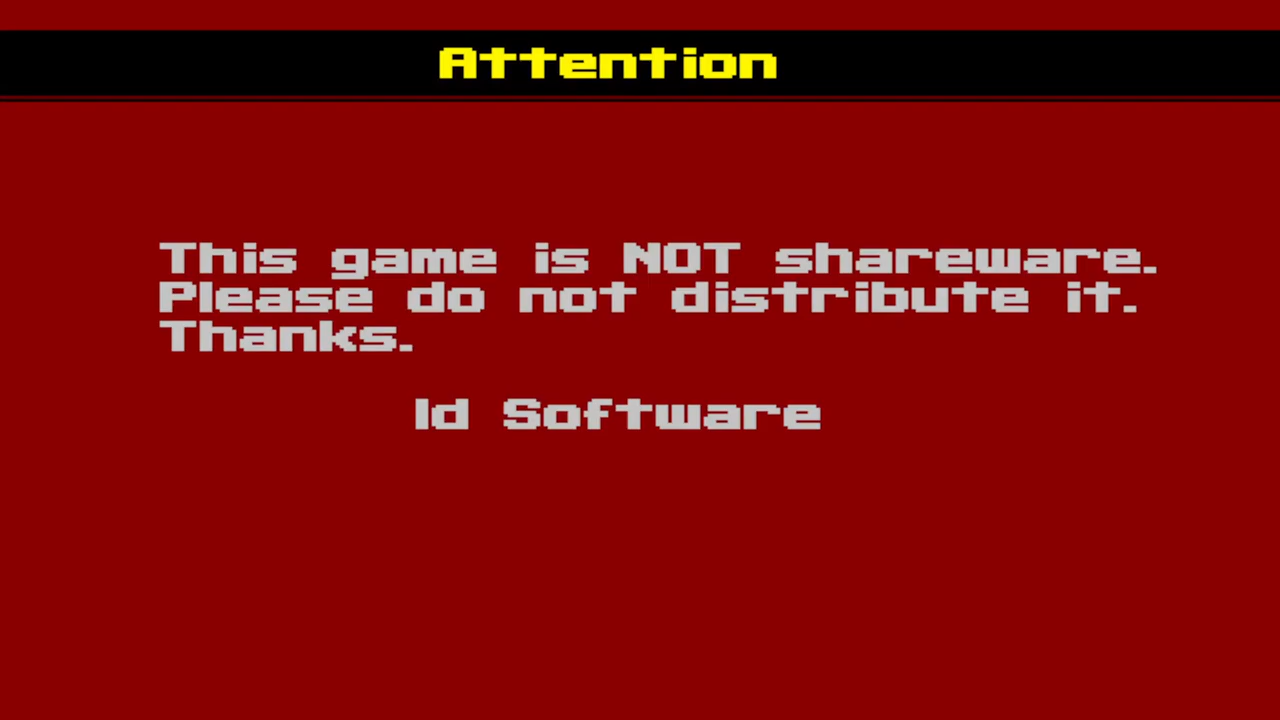 Attention
This game is NOT shareware.
Please do not distribute it.
Thanks.
Id Software